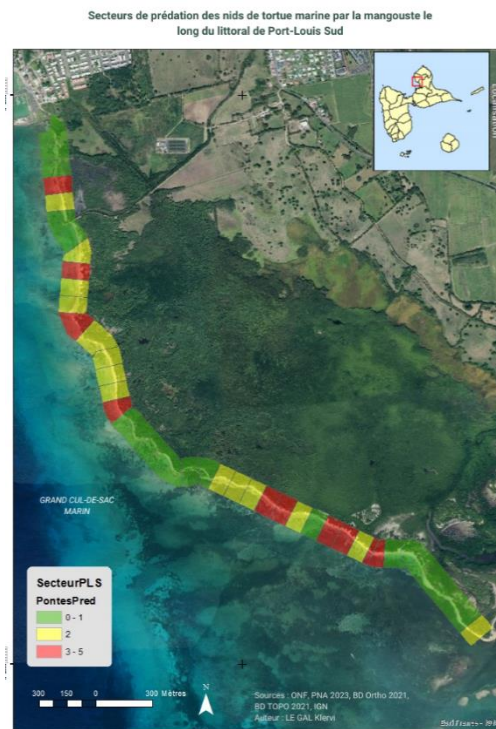 Secteurs de prédation des nids de tortue marine par la mangouste le
long du littoral de Port-Louis Sud
GRAND CUL-DE-SAC
MARIN
SecteurPLS
PontesPred
0 - 1
2
3 - 5
300 150 0 300 Mètres
N
Sources : ONF, PNA 2023, BD Ortho 2021,
BD TOPO 2021, IGN
Auteur : LE GAL Klervi